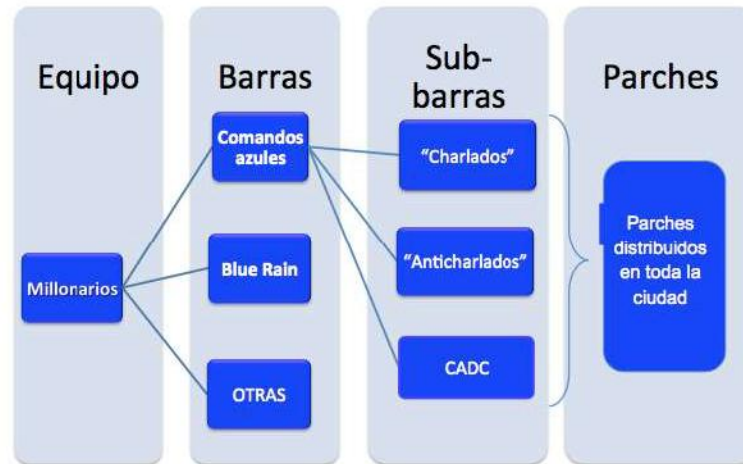 Equipo
Barras
Sub-
barras
Parches
Millonarios
Comandos
azules
Blue Rain
OTRAS
“Charlados”
“Anticharlados”
CADC
Parches
distribuidos
en toda la
ciudad